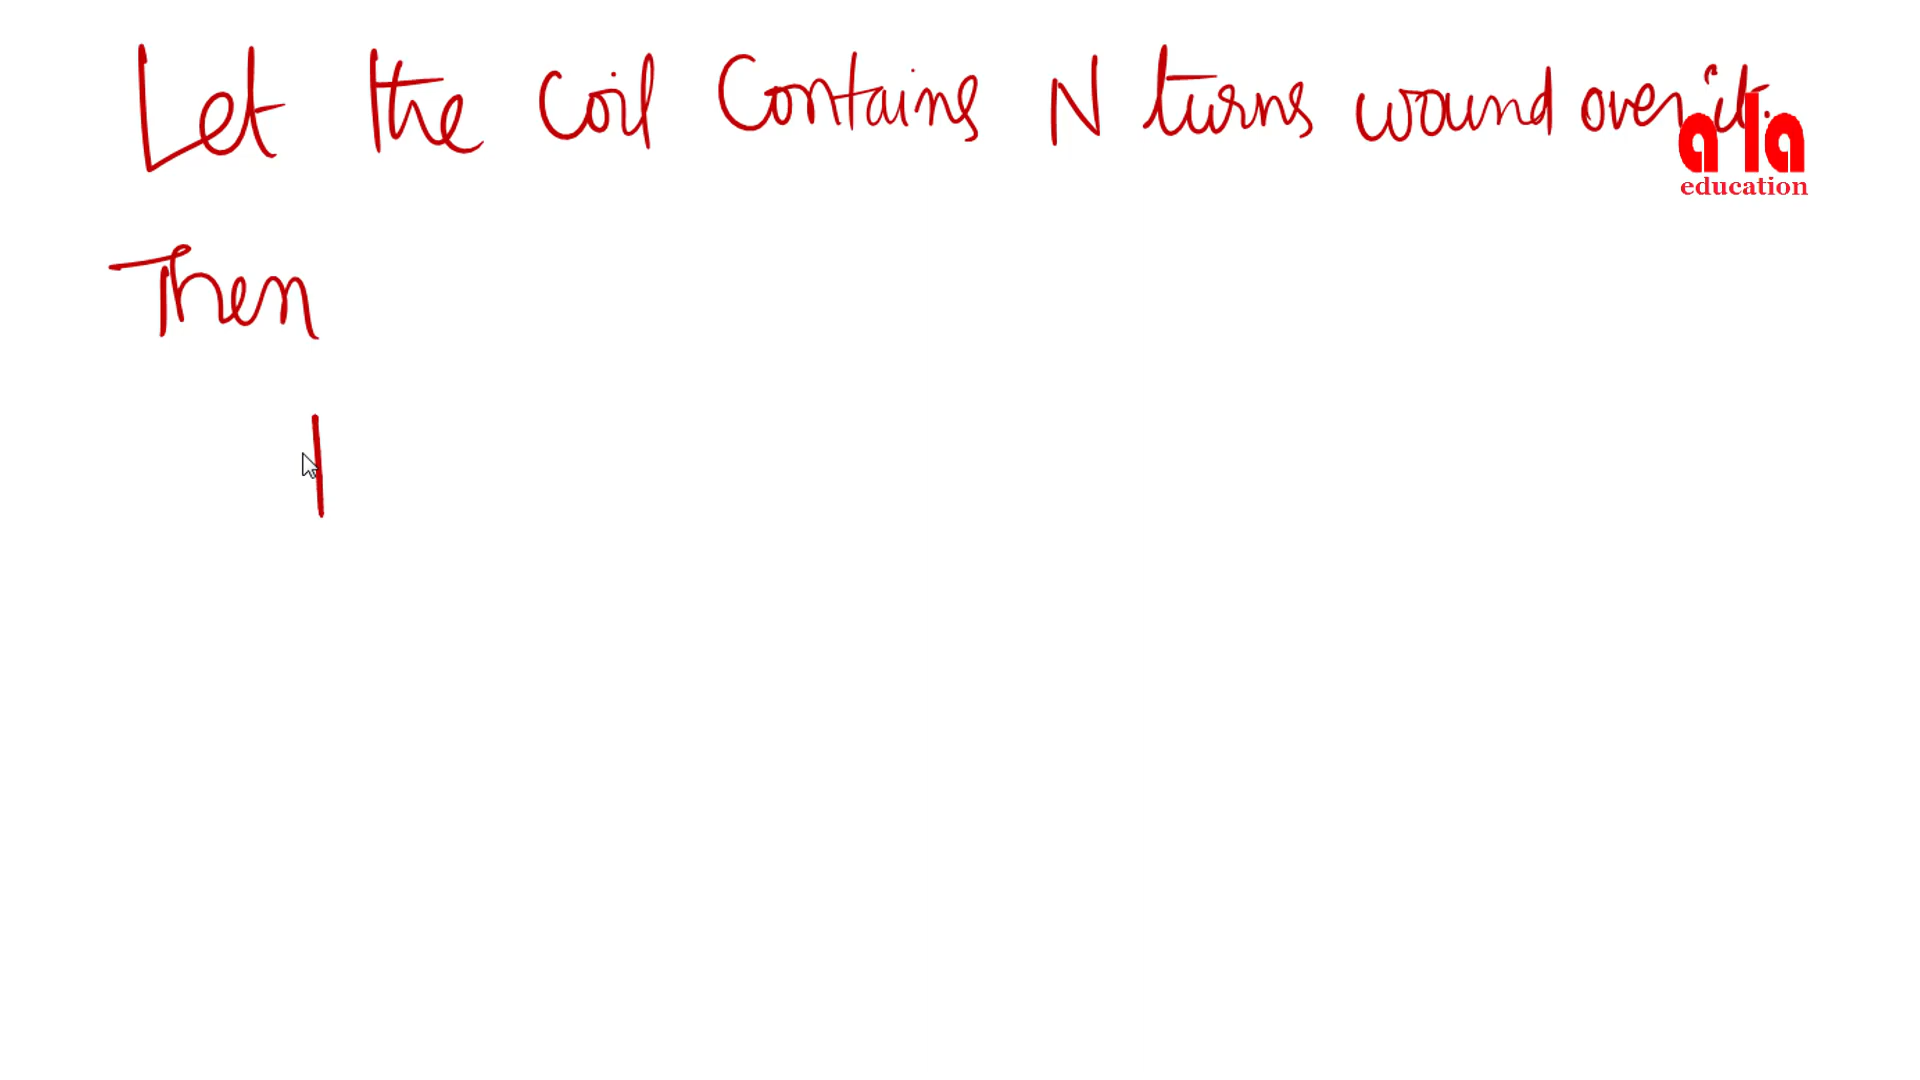 Let the Coil Contains N turns wound over it.
Then
a la
education